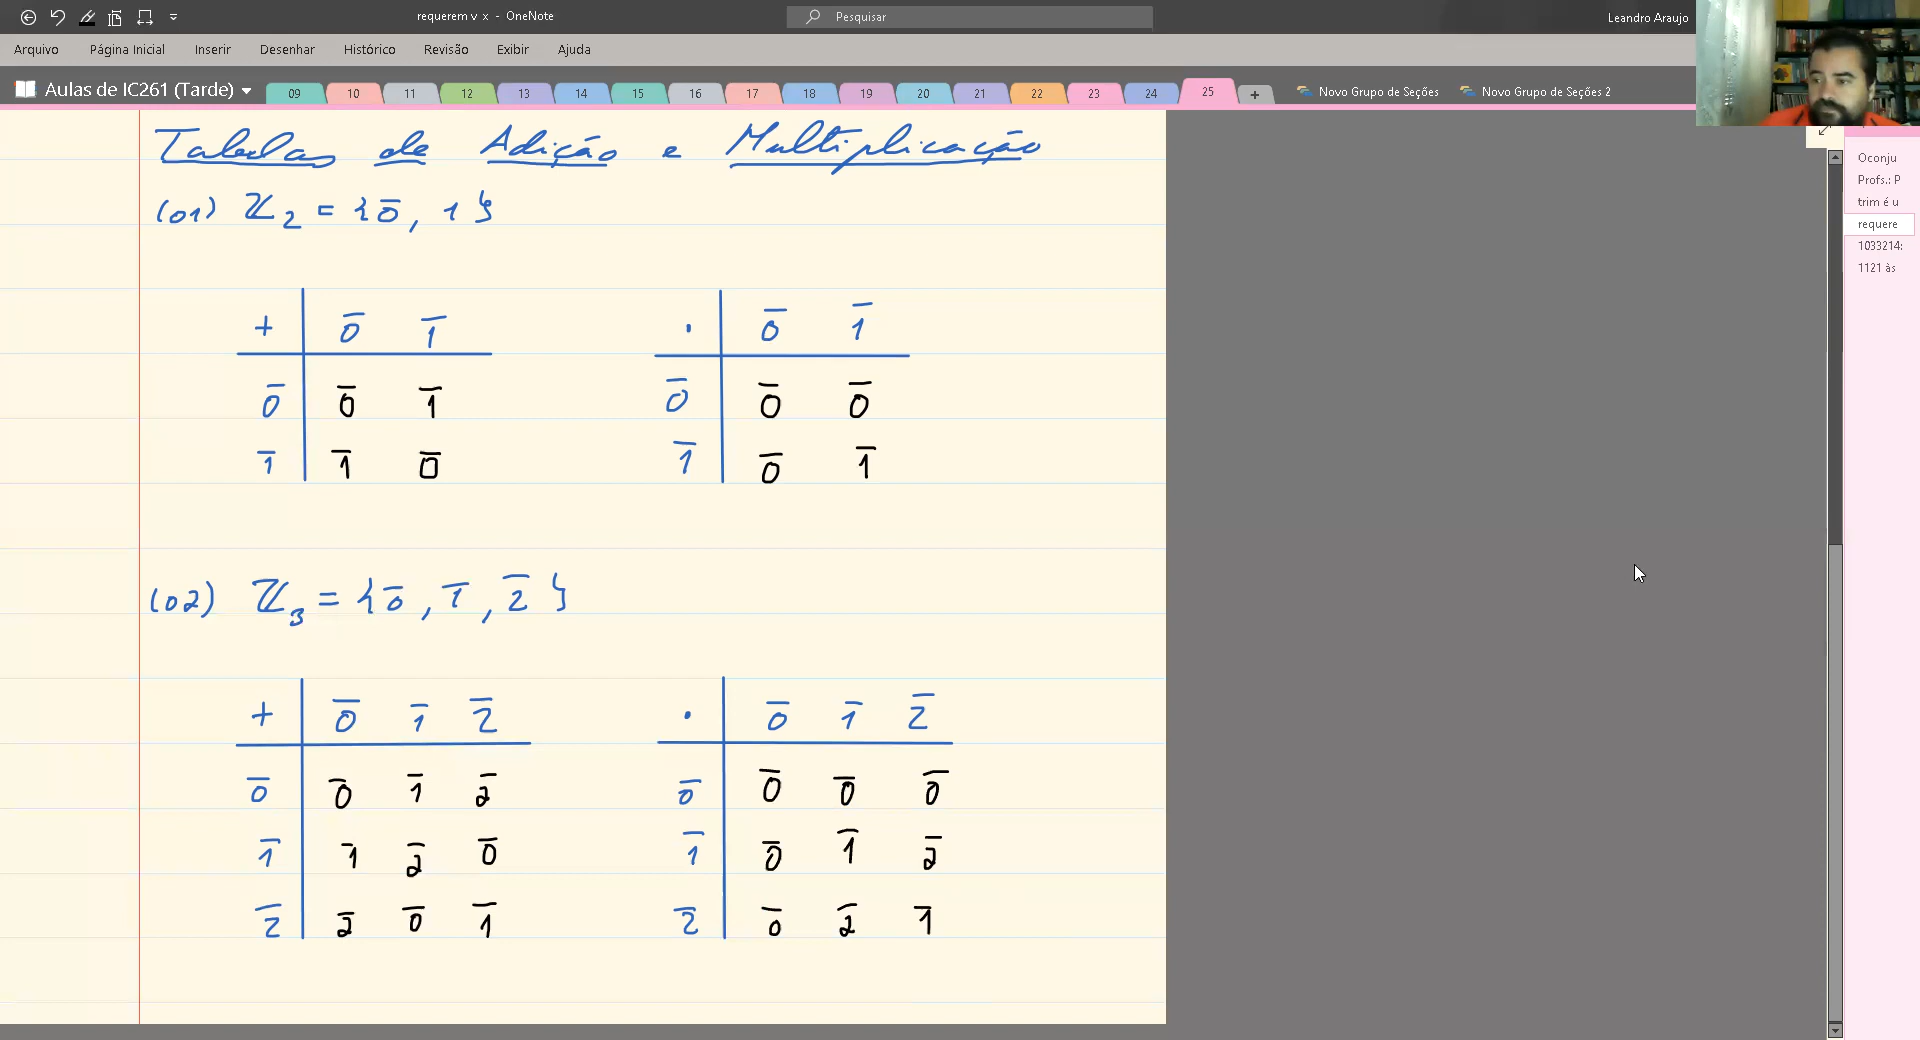 requerem v x - OneNote
Pesquisar
Leandro Araujo
Arquivo Página Inicial Inserir Desenhar Histórico Revisão Exibir Ajuda
Aulas de IC261 (Tarde) 09 10 11 12 13 14 15 16 17 18 19 20 21 22 23 24 25 + Novo Grupo de Seções Novo Grupo de Seções 2
Tabelas de Adição e Multiplicação
(01) ℤ₂ = {0̅, 1}
+ 0̅ 1̅ · 0̅ 1̅
0̅ 0̅ 1̅ 0̅ 0̅ 0̅
1̅ 1̅ 0̅ 1̅ 0̅ 1̅
(02) ℤ₃ = {0̅, 1̅, 2̅}
+ 0̅ 1̅ 2̅ · 0̅ 1̅ 2̅
0̅ 0̅ 1̅ 2̅ 0̅ 0̅ 0̅ 0̅
1̅ 1̅ 2̅ 0̅ 1̅ 0̅ 1̅ 2̅
2̅ 2̅ 0̅ 1̅ 2̅ 0̅ 2̅ 1̅
Oconju
Profs.: P
trim é u
requere
1033214:
1121 às